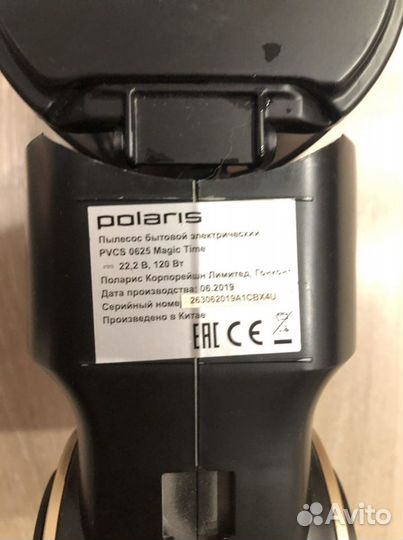 polaris
Пылесос бытовой электрический
PVCS 0625 Magic Time
22,2 В, 120 Вт
Поларис Корпорейшн Лимитед, Гонконг
Дата производства: 06.2019
Серийный номер 263062019A1CBX4U
Произведено в Китае
EAC CE
Avito